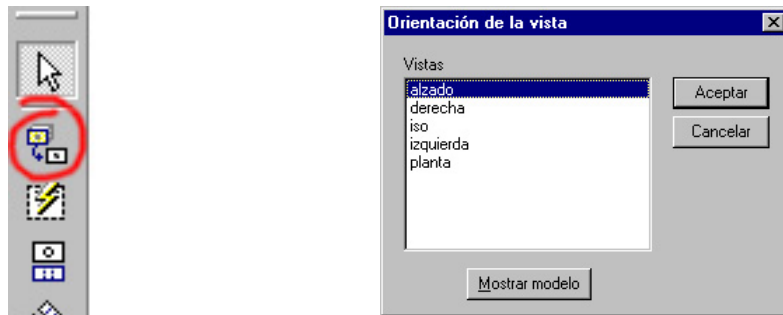 Orientación de la vista
Vistas
alzado
derecha
iso
izquierda
planta
Aceptar
Cancelar
Mostrar modelo